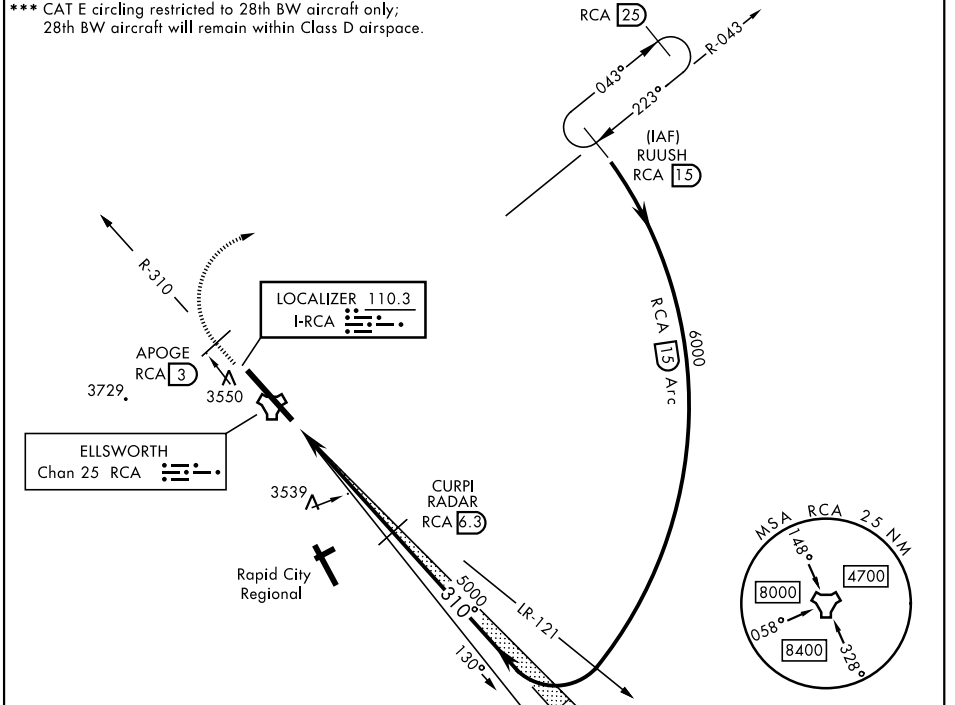 *** CAT E circling restricted to 28th BW aircraft only;
28th BW aircraft will remain within Class D airspace.
RCA 25
R-043
043°
223°
(IAF)
RUUSH
RCA 15
R-310
LOCALIZER 110.3
I-RCA
APOGE
RCA 3
3729
3550
RCA 15 Arc
6000
ELLSWORTH
Chan 25 RCA
3539
CURPI
RADAR
RCA 6.3
Rapid City
Regional
5000
310°
LR-121
130°
MSA RCA 25 NM
148°
4700
8000
058°
8400
328°